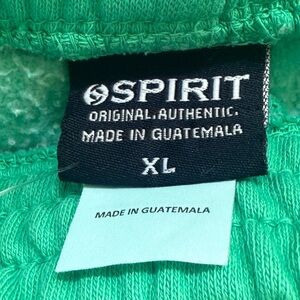 SPIRIT
ORIGINAL.AUTHENTIC.
MADE IN GUATEMALA
XL
MADE IN GUATEMALA